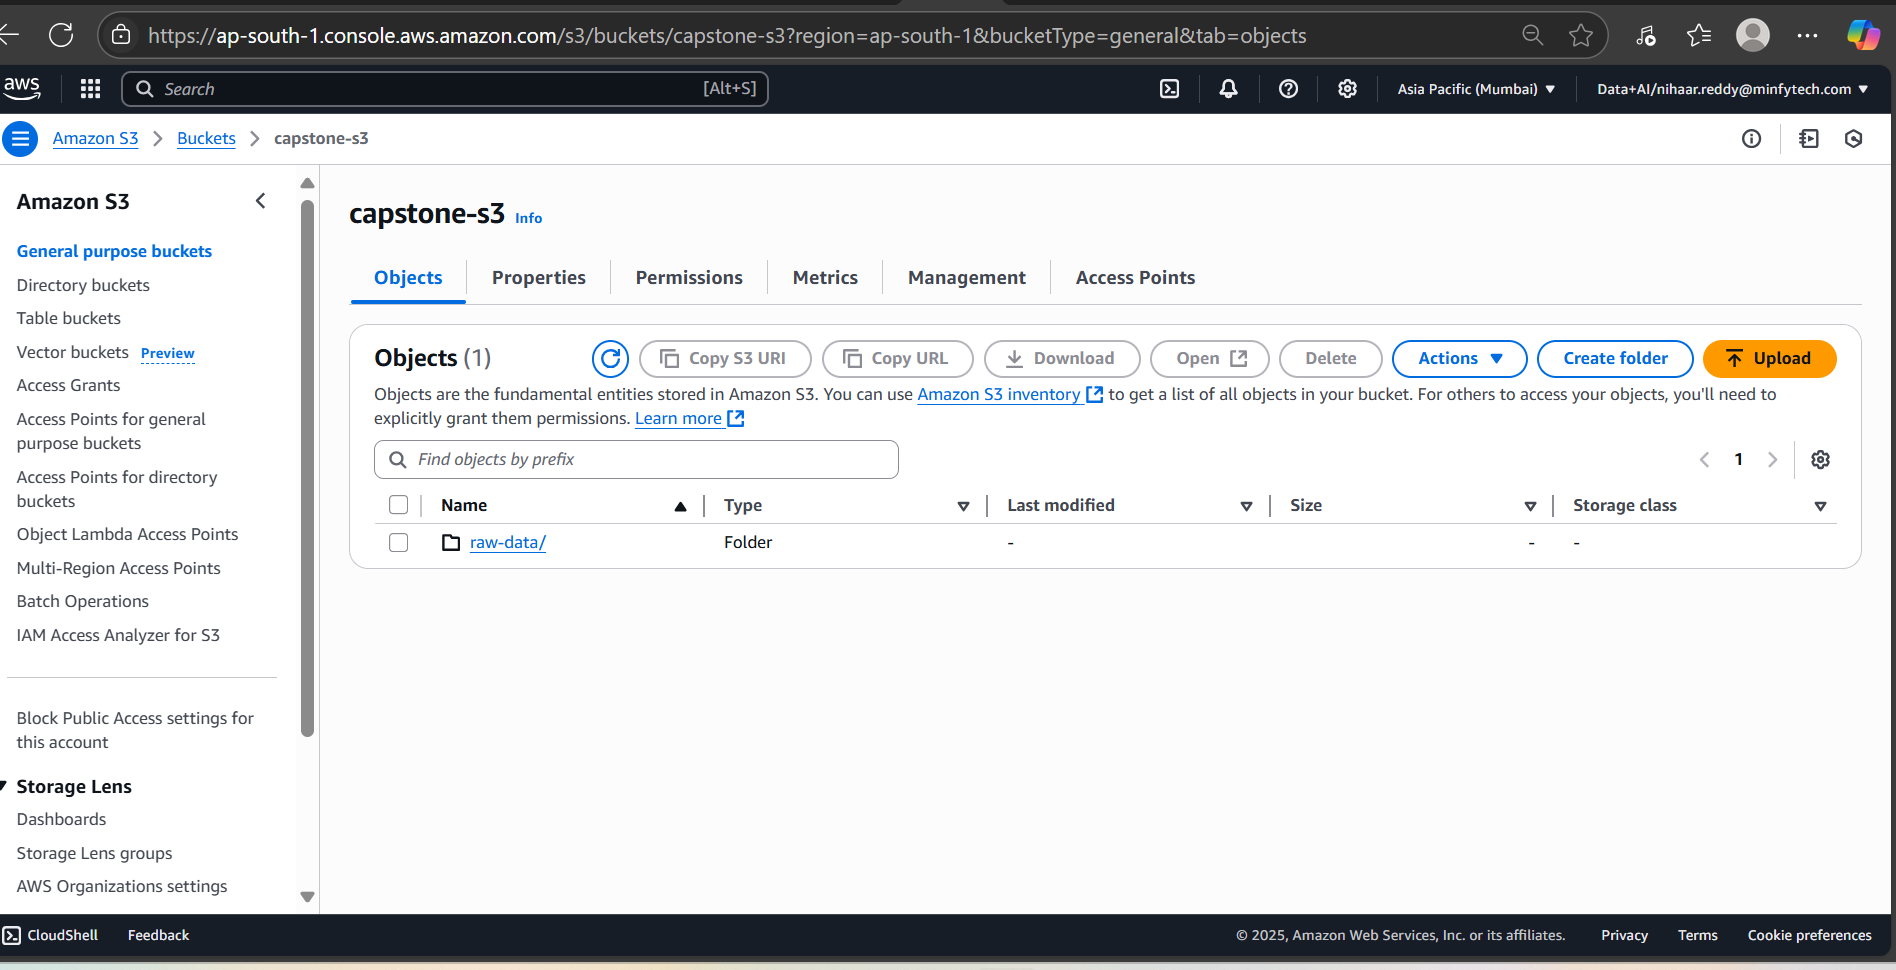 https://ap-south-1.console.aws.amazon.com/s3/buckets/capstone-s3?region=ap-south-1&bucketType=general&tab=objects
aws
Search [Alt+S]
Asia Pacific (Mumbai)
Data+AI/nihaar.reddy@minfytech.com
Amazon S3 > Buckets > capstone-s3
Amazon S3
General purpose buckets
Directory buckets
Table buckets
Vector buckets Preview
Access Grants
Access Points for general
purpose buckets
Access Points for directory
buckets
Object Lambda Access Points
Multi-Region Access Points
Batch Operations
IAM Access Analyzer for S3
Block Public Access settings for
this account
Storage Lens
Dashboards
Storage Lens groups
AWS Organizations settings
capstone-s3 Info
Objects Properties Permissions Metrics Management Access Points
Objects (1) Copy S3 URI Copy URL Download Open Delete Actions Create folder Upload
Objects are the fundamental entities stored in Amazon S3. You can use Amazon S3 inventory to get a list of all objects in your bucket. For others to access your objects, you'll need to
explicitly grant them permissions. Learn more
Find objects by prefix
1
Name Type Last modified Size Storage class
raw-data/ Folder - - -
CloudShell Feedback © 2025, Amazon Web Services, Inc. or its affiliates. Privacy Terms Cookie preferences